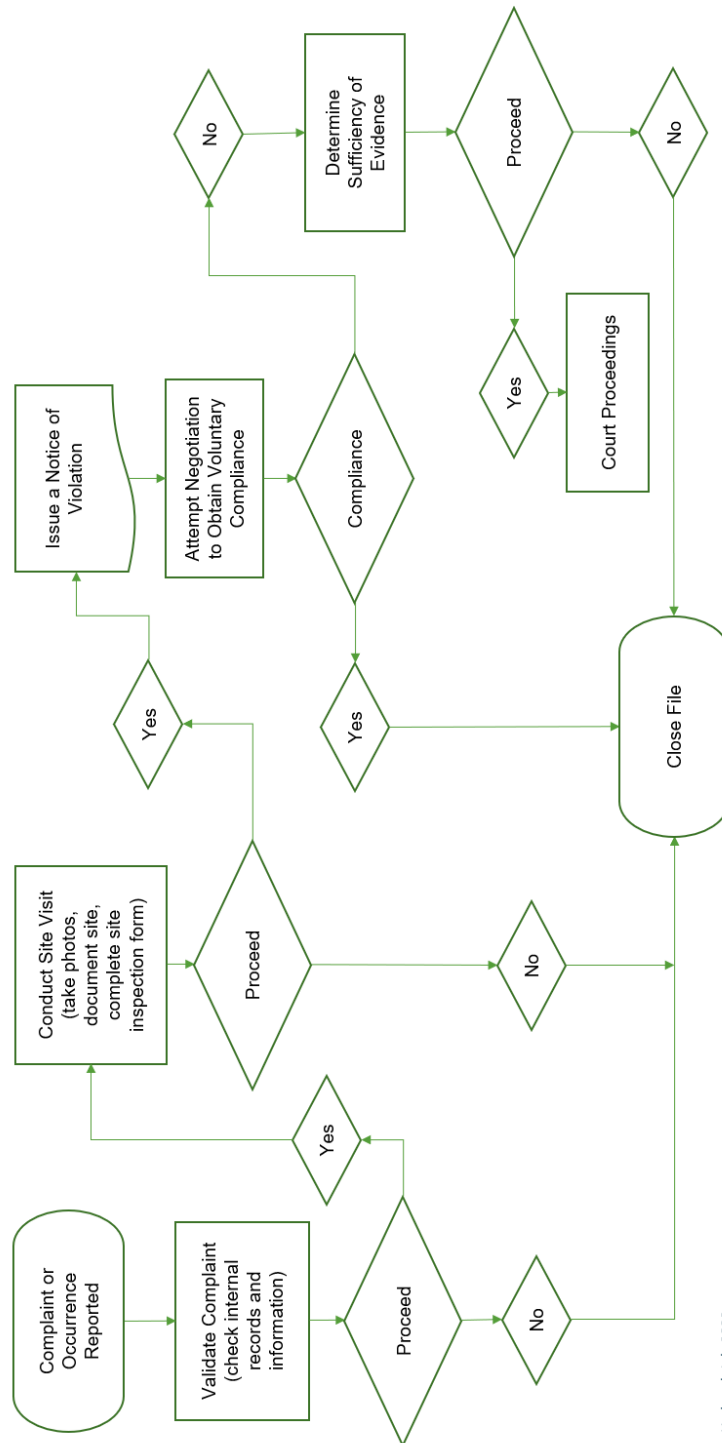 Complaint or
Occurrence
Reported
Validate Complaint
(check internal
records and
information)
Proceed
No
Yes
Conduct Site Visit
(take photos,
document site,
complete site
inspection form)
Proceed
No
Yes
Issue a Notice of
Violation
Attempt Negotiation
to Obtain Voluntary
Compliance
Compliance
Yes
No
Determine
Sufficiency of
Evidence
Proceed
Yes
Court Proceedings
No
Close File